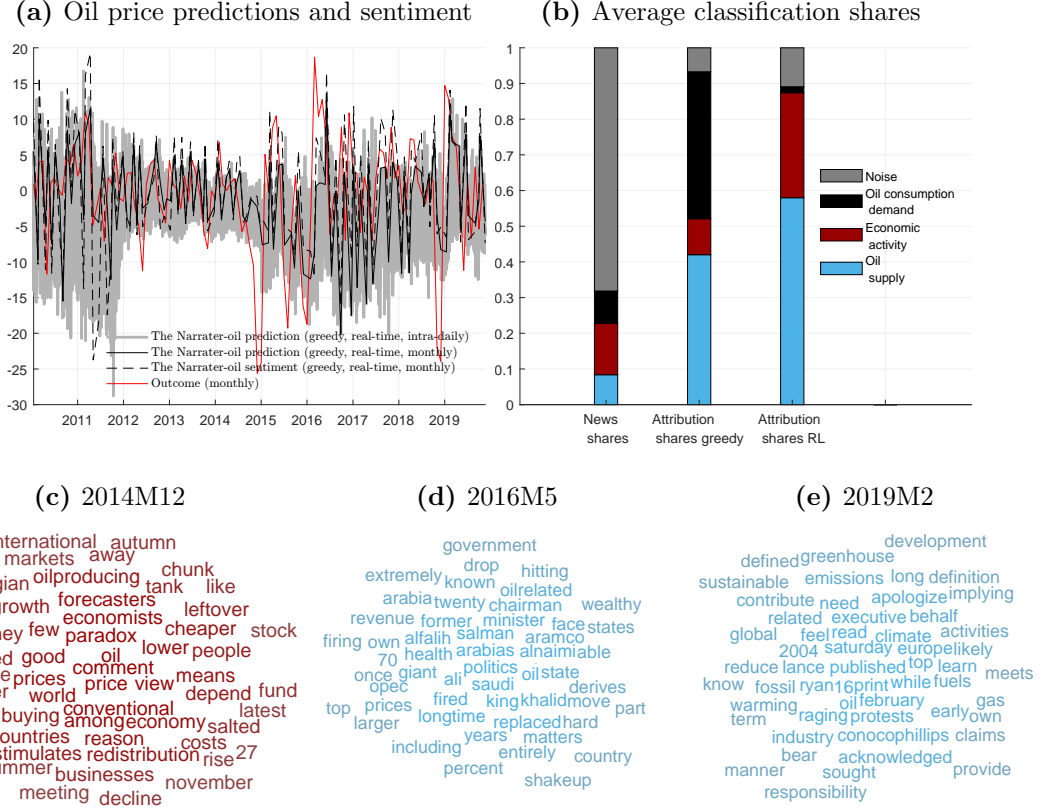 (a) Oil price predictions and sentiment
20
15
10
5
0
-5
-10
-15
-20
-25
-30
2011 2012 2013 2014 2015 2016 2017 2018 2019
The Narrater-oil prediction (greedy, real-time, intra-daily)
The Narrater-oil prediction (greedy, real-time, monthly)
The Narrater-oil sentiment (greedy, real-time, monthly)
Outcome (monthly)
(b) Average classification shares
1
0.9
0.8
0.7
0.6
0.5
0.4
0.3
0.2
0.1
0
News shares
Attribution shares greedy
Attribution shares RL
Noise
Oil consumption demand
Economic activity
Oil supply
(c) 2014M12
nternational autumn
markets away
gian oilproducing chunk
tank like
growth forecasters
economists leftover
ney few paradox cheaper stock
ed good oil lower people
comment
e prices price view means
er world depend fund
conventional latest
buying among economy salted
ountries reason costs
stimulates redistribution rise 27
ummer businesses november
meeting decline
(d) 2016M5
government
drop hitting
extremely known oilrelated
arabia twenty chairman wealthy
revenue former minister face states
firing own alfalih salman aramco
health arabias alnaimi able
70 politics
once giant ali oil state
opec saudi derives
top prices fired king khalid move part
larger longtime replaced hard
years matters
including entirely country
percent shakeup
(e) 2019M2
development
defined greenhouse
sustainable emissions long definition
contribute need apologize implying
related executive behalf
global feel read climate activities
2004 saturday europe likely
reduce lance published top learn meets
know fossil ryan 16 print while fuels
warming oil february gas
term raging protests early own
industry conocophillips claims
bear acknowledged
manner sought provide
responsibility